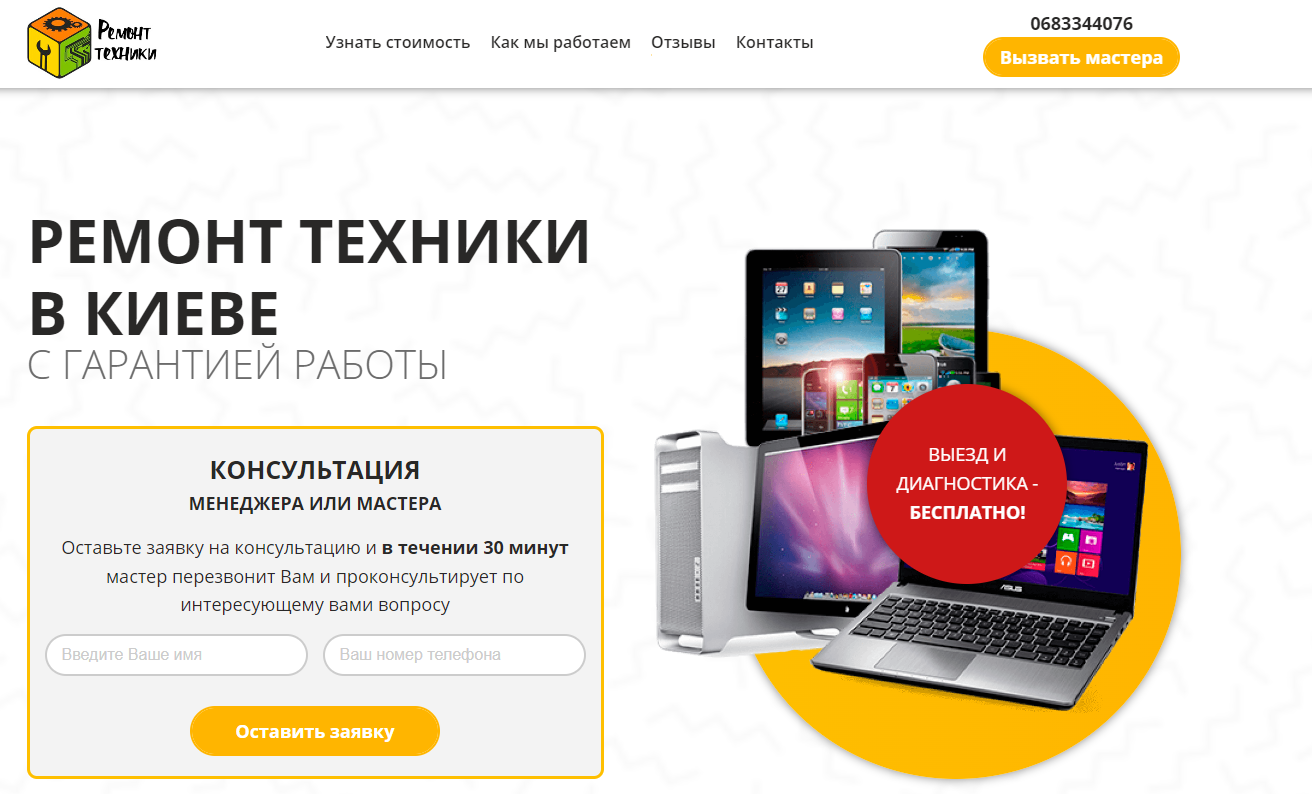 Ремонт
техники
Узнать стоимость Как мы работаем Отзывы Контакты
0683344076
Вызвать мастера
РЕМОНТ ТЕХНИКИ
В КИЕВЕ
С ГАРАНТИЕЙ РАБОТЫ
КОНСУЛЬТАЦИЯ
МЕНЕДЖЕРА ИЛИ МАСТЕРА
Оставьте заявку на консультацию и в течении 30 минут
мастер перезвонит Вам и проконсультирует по
интересующему вами вопросу
Введите Ваше имя
Ваш номер телефона
Оставить заявку
ВЫЕЗД И
ДИАГНОСТИКА -
БЕСПЛАТНО!
ASUS